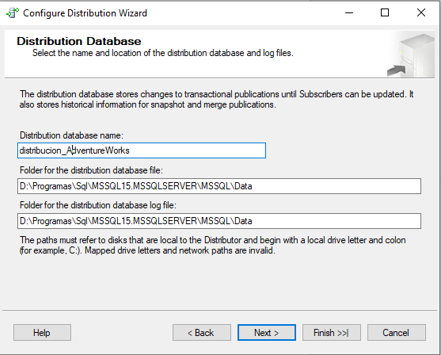 Configure Distribution Wizard
Distribution Database
Select the name and location of the distribution database and log files.
The distribution database stores changes to transactional publications until Subscribers can be updated. It
also stores historical information for snapshot and merge publications.
Distribution database name:
distribucion_AdventureWorks
Folder for the distribution database file:
D:\Programas\Sql\MSSQL15.MSSQLSERVER\MSSQL\Data
Folder for the distribution database log file:
D:\Programas\Sql\MSSQL15.MSSQLSERVER\MSSQL\Data
The paths must refer to disks that are local to the Distributor and begin with a local drive letter and colon
(for example, C:). Mapped drive letters and network paths are invalid.
Help
< Back
Next >
Finish >>|
Cancel